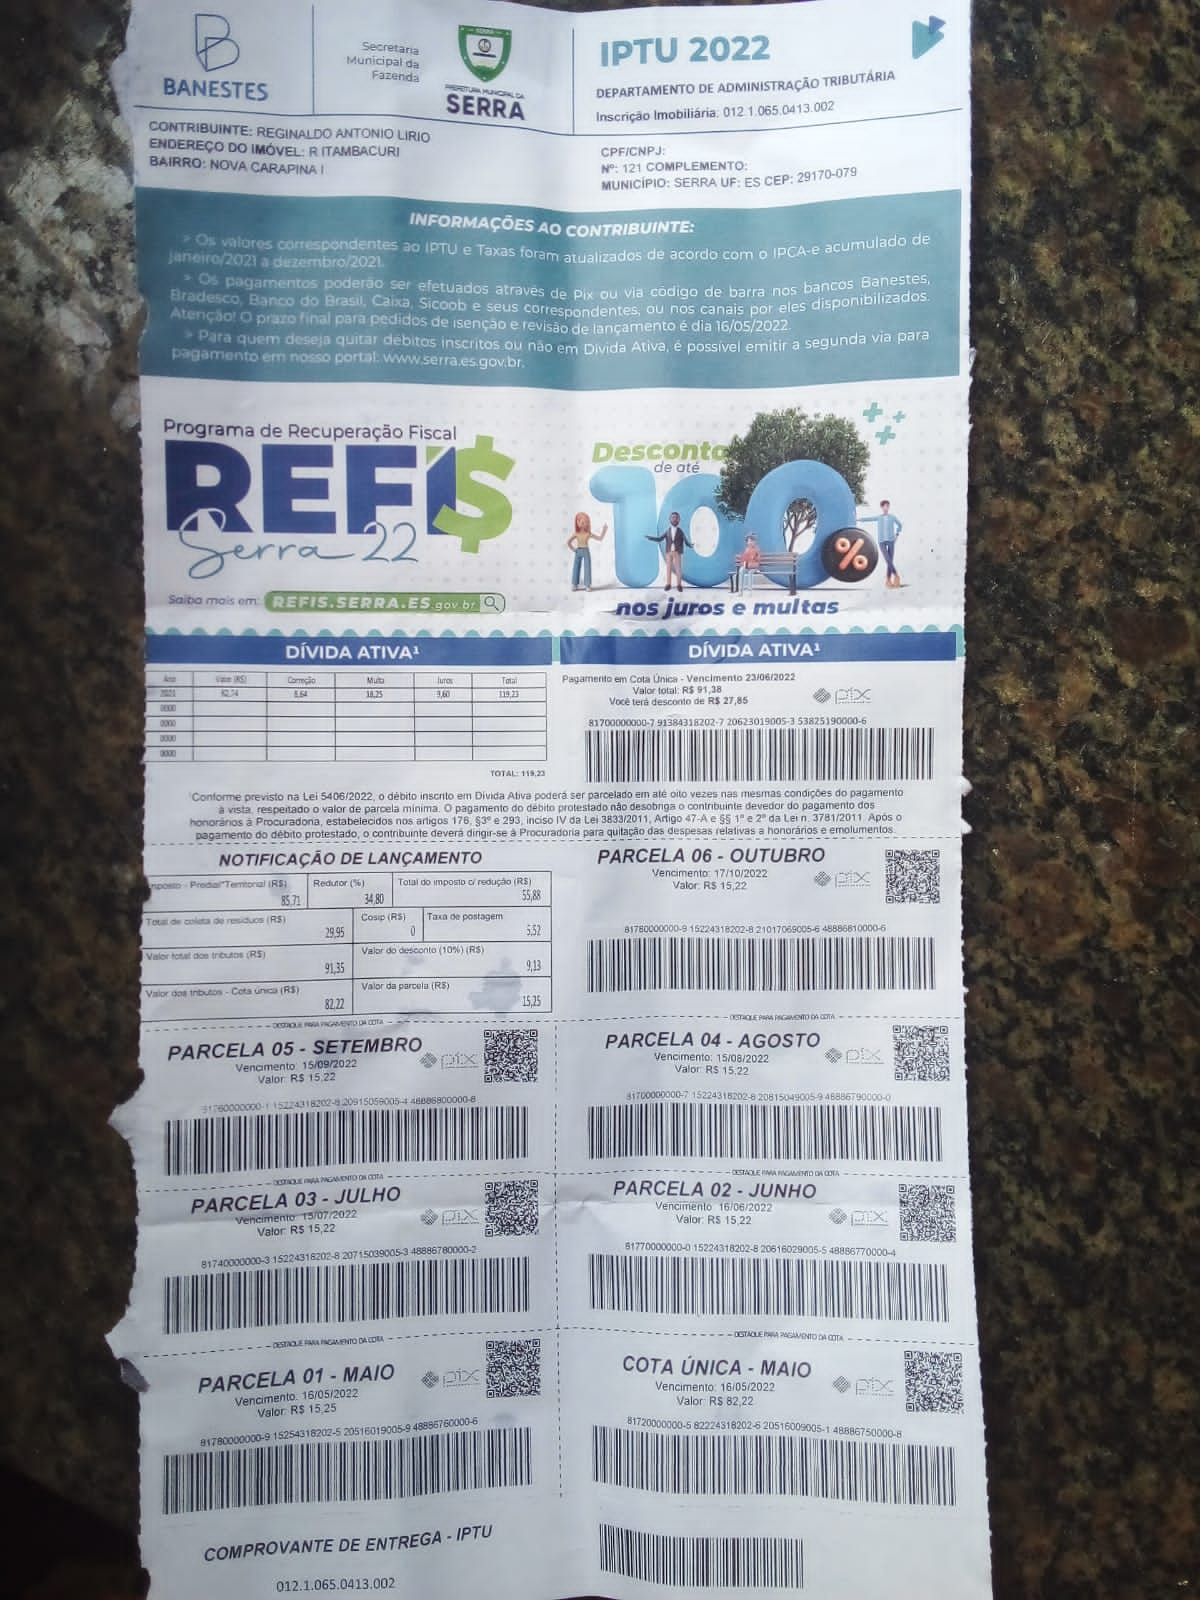 BANESTES
Secretaria
Municipal da
Fazenda
SERRA
PREFEITURA MUNICIPAL DA
SERRA
IPTU 2022
DEPARTAMENTO DE ADMINISTRAÇÃO TRIBUTÁRIA
Inscrição Imobiliária: 012.1.065.0413.002
CONTRIBUINTE: REGINALDO ANTONIO LIRIO
ENDEREÇO DO IMÓVEL: R ITAMBACURI
BAIRRO: NOVA CARAPINA I
CPF/CNPJ:
Nº: 121 COMPLEMENTO:
MUNICÍPIO: SERRA UF: ES CEP: 29170-079
INFORMAÇÕES AO CONTRIBUINTE:
> Os valores correspondentes ao IPTU e Taxas foram atualizados de acordo com o IPCA-e acumulado de
janeiro/2021 a dezembro/2021.
> Os pagamentos poderão ser efetuados através de Pix ou via código de barra nos bancos Banestes,
Bradesco, Banco do Brasil, Caixa, Sicoob e seus correspondentes, ou nos canais por eles disponibilizados.
Atenção! O prazo final para pedidos de isenção e revisão de lançamento é dia 16/05/2022.
> Para quem deseja quitar débitos inscritos ou não em Dívida Ativa, é possível emitir a segunda via para
pagamento em nosso portal: www.serra.es.gov.br.
Programa de Recuperação Fiscal
REFI$
Serra 22
Saiba mais em: REFIS.SERRA.ES.gov.br
Desconto
de até
100%
nos juros e multas
DÍVIDA ATIVA¹
Ano Valor (R$) Correção Multa Juros Total
2021 82,74 8,64 18,25 9,60 119,23
0000
0000
0000
0000
TOTAL: 119,23
DÍVIDA ATIVA¹
Pagamento em Cota Única - Vencimento 23/06/2022
Valor total: R$ 91,38
Você terá desconto de R$ 27,85
pix
81700000000-7 91384318202-7 20623019005-3 53825190000-6
¹Conforme previsto na Lei 5406/2022, o débito inscrito em Dívida Ativa poderá ser parcelado em até oito vezes nas mesmas condições do pagamento
à vista, respeitado o valor de parcela mínima. O pagamento do débito protestado não desobriga o contribuinte devedor do pagamento dos
honorários à Procuradoria, estabelecidos nos artigos 176, §3º e 293, inciso IV da Lei 3833/2011, Artigo 47-A e §§ 1º e 2º da Lei n. 3781/2011. Após o
pagamento do débito protestado, o contribuinte deverá dirgir-se à Procuradoria para quitação das despesas relativas a honorários e emolumentos.
NOTIFICAÇÃO DE LANÇAMENTO
Imposto - Predial/Territorial (R$) 85,71
Redutor (%) 34,80
Total do imposto c/ redução (R$) 55,88
Total de coleta de resíduos (R$) 29,95
Cosip (R$) 0
Taxa de postagem 5,52
Valor total dos tributos (R$) 91,35
Valor do desconto (10%) (R$) 9,13
Valor dos tributos - Cota única (R$) 82,22
Valor da parcela (R$) 15,25
PARCELA 06 - OUTUBRO
Vencimento: 17/10/2022
Valor: R$ 15,22
pix
81780000000-9 15224318202-8 21017069005-6 48886810000-6
DESTAQUE PARA PAGAMENTO DA COTA
PARCELA 05 - SETEMBRO
Vencimento: 15/09/2022
Valor: R$ 15,22
pix
81760000000-1 15224318202-8 20915059005-4 48886800000-8
DESTAQUE PARA PAGAMENTO DA COTA
PARCELA 04 - AGOSTO
Vencimento: 15/08/2022
Valor: R$ 15,22
pix
81700000000-7 15224318202-8 20815049005-9 48886790000-0
DESTAQUE PARA PAGAMENTO DA COTA
PARCELA 03 - JULHO
Vencimento: 15/07/2022
Valor: R$ 15,22
pix
81740000000-3 15224318202-8 20715039005-3 48886780000-2
DESTAQUE PARA PAGAMENTO DA COTA
PARCELA 02 - JUNHO
Vencimento: 16/06/2022
Valor: R$ 15,22
pix
81770000000-0 15224318202-8 20616029005-5 48886770000-4
DESTAQUE PARA PAGAMENTO DA COTA
PARCELA 01 - MAIO
Vencimento: 16/05/2022
Valor: R$ 15,25
pix
81780000000-9 15254318202-5 20516019005-9 48886760000-6
DESTAQUE PARA PAGAMENTO DA COTA
COTA ÚNICA - MAIO
Vencimento: 16/05/2022
Valor: R$ 82,22
pix
81720000000-5 82224318202-6 20516009005-1 48886750000-8
COMPROVANTE DE ENTREGA - IPTU
012.1.065.0413.002